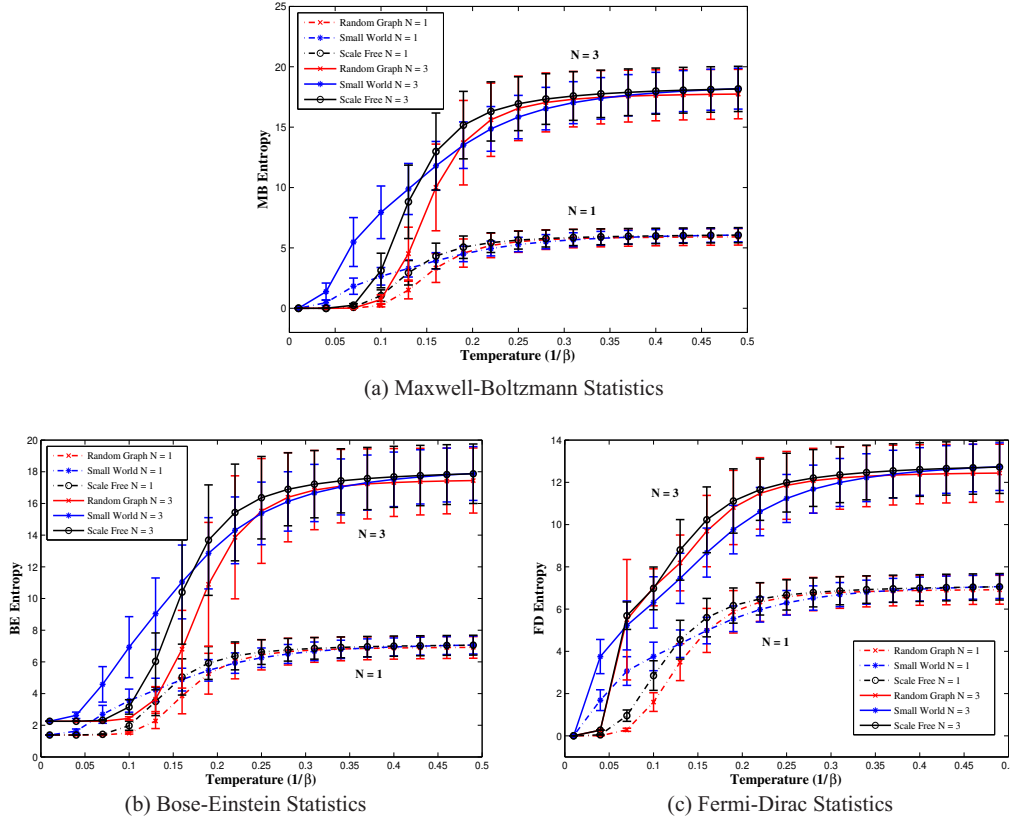 25
20
15
10
5
0
MB Entropy
Random Graph N = 1
Small World N = 1
Scale Free N = 1
Random Graph N = 3
Small World N = 3
Scale Free N = 3
N = 3
N = 1
0 0.05 0.1 0.15 0.2 0.25 0.3 0.35 0.4 0.45 0.5
Temperature (1/β)
(a) Maxwell-Boltzmann Statistics
20
18
16
14
12
10
8
6
4
2
0
BE Entropy
Random Graph N = 1
Small World N = 1
Scale Free N = 1
Random Graph N = 3
Small World N = 3
Scale Free N = 3
N = 3
N = 1
0 0.05 0.1 0.15 0.2 0.25 0.3 0.35 0.4 0.45 0.5
Temperature (1/β)
(b) Bose-Einstein Statistics
14
12
10
8
6
4
2
0
FD Entropy
N = 3
N = 1
Random Graph N = 1
Small World N = 1
Scale Free N = 1
Random Graph N = 3
Small World N = 3
Scale Free N = 3
0 0.05 0.1 0.15 0.2 0.25 0.3 0.35 0.4 0.45 0.5
Temperature (1/β)
(c) Fermi-Dirac Statistics